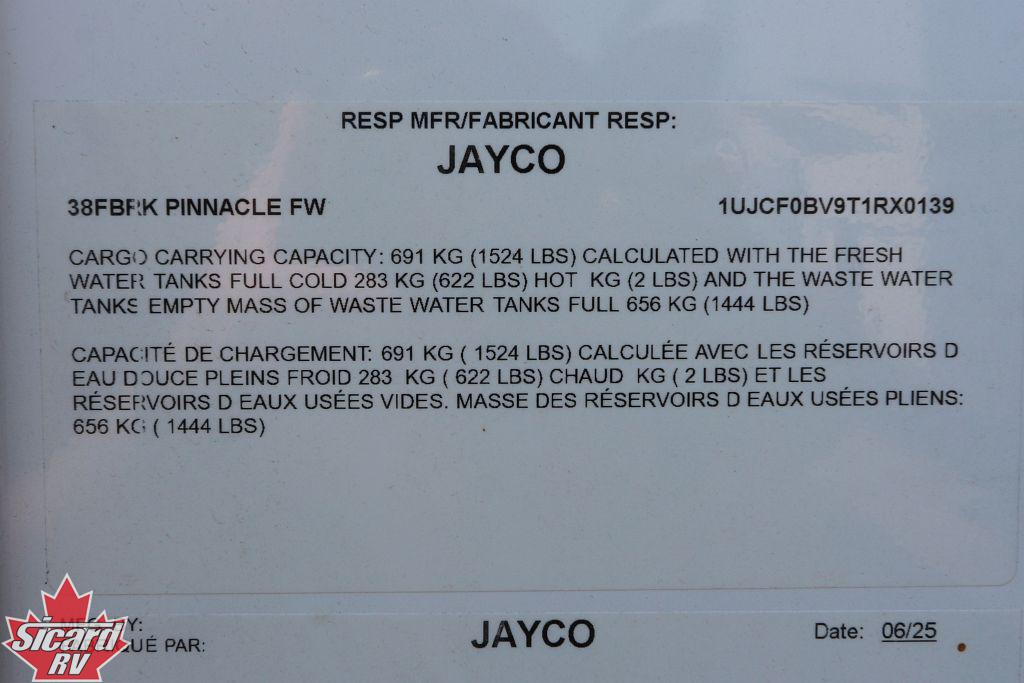 RESP MFR/FABRICANT RESP:
JAYCO
38FBRK PINNACLE FW 1UJCF0BV9T1RX0139
CARGO CARRYING CAPACITY: 691 KG (1524 LBS) CALCULATED WITH THE FRESH
WATER TANKS FULL COLD 283 KG (622 LBS) HOT KG (2 LBS) AND THE WASTE WATER
TANKS EMPTY MASS OF WASTE WATER TANKS FULL 656 KG (1444 LBS)
CAPACITÉ DE CHARGEMENT: 691 KG ( 1524 LBS) CALCULÉE AVEC LES RÉSERVOIRS D
EAU DOUCE PLEINS FROID 283 KG ( 622 LBS) CHAUD KG ( 2 LBS) ET LES
RÉSERVOIRS D EAUX USÉES VIDES. MASSE DES RÉSERVOIRS D EAUX USÉES PLIENS:
656 KG ( 1444 LBS)
JAYCO Date: 06/25
PAR:
Sicard
RV